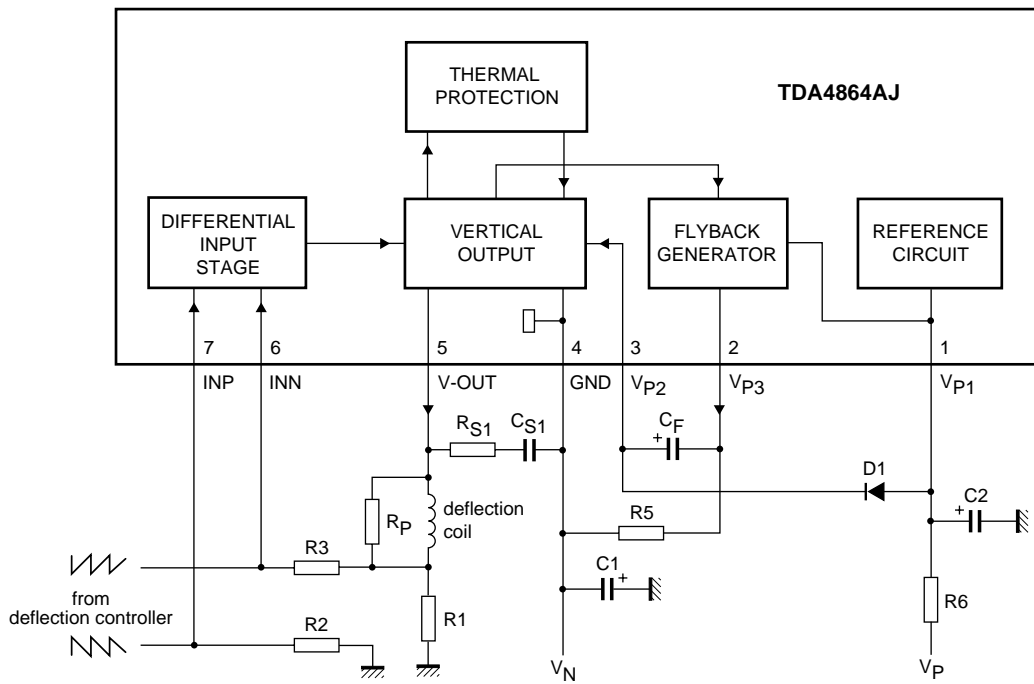 THERMAL
PROTECTION
TDA4864AJ
DIFFERENTIAL
INPUT
STAGE
VERTICAL
OUTPUT
FLYBACK
GENERATOR
REFERENCE
CIRCUIT
7
6
5
4
3
2
1
INP
INN
V-OUT
GND
VP2
VP3
VP1
RS1
CS1
+
CF
D1
+
C2
RP
deflection
coil
R5
R3
C1
+
from
deflection controller
R1
R6
R2
VN
VP